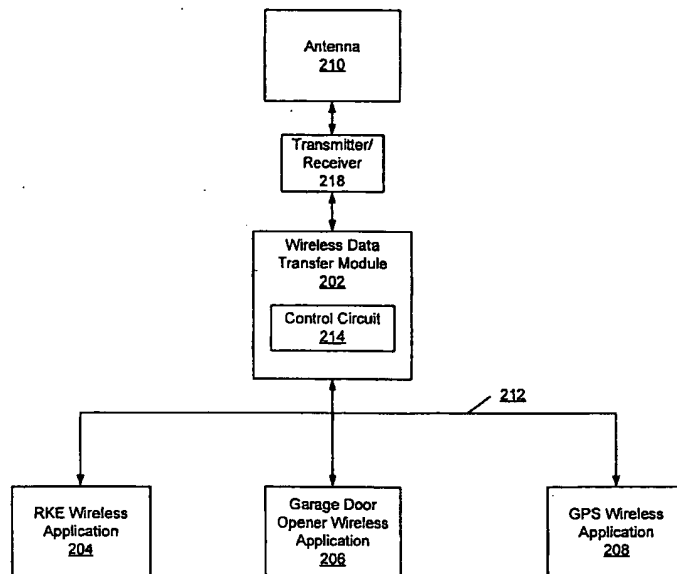 Antenna
210
Transmitter/
Receiver
218
Wireless Data
Transfer Module
202
Control Circuit
214
212
RKE Wireless
Application
204
Garage Door
Opener Wireless
Application
206
GPS Wireless
Application
208